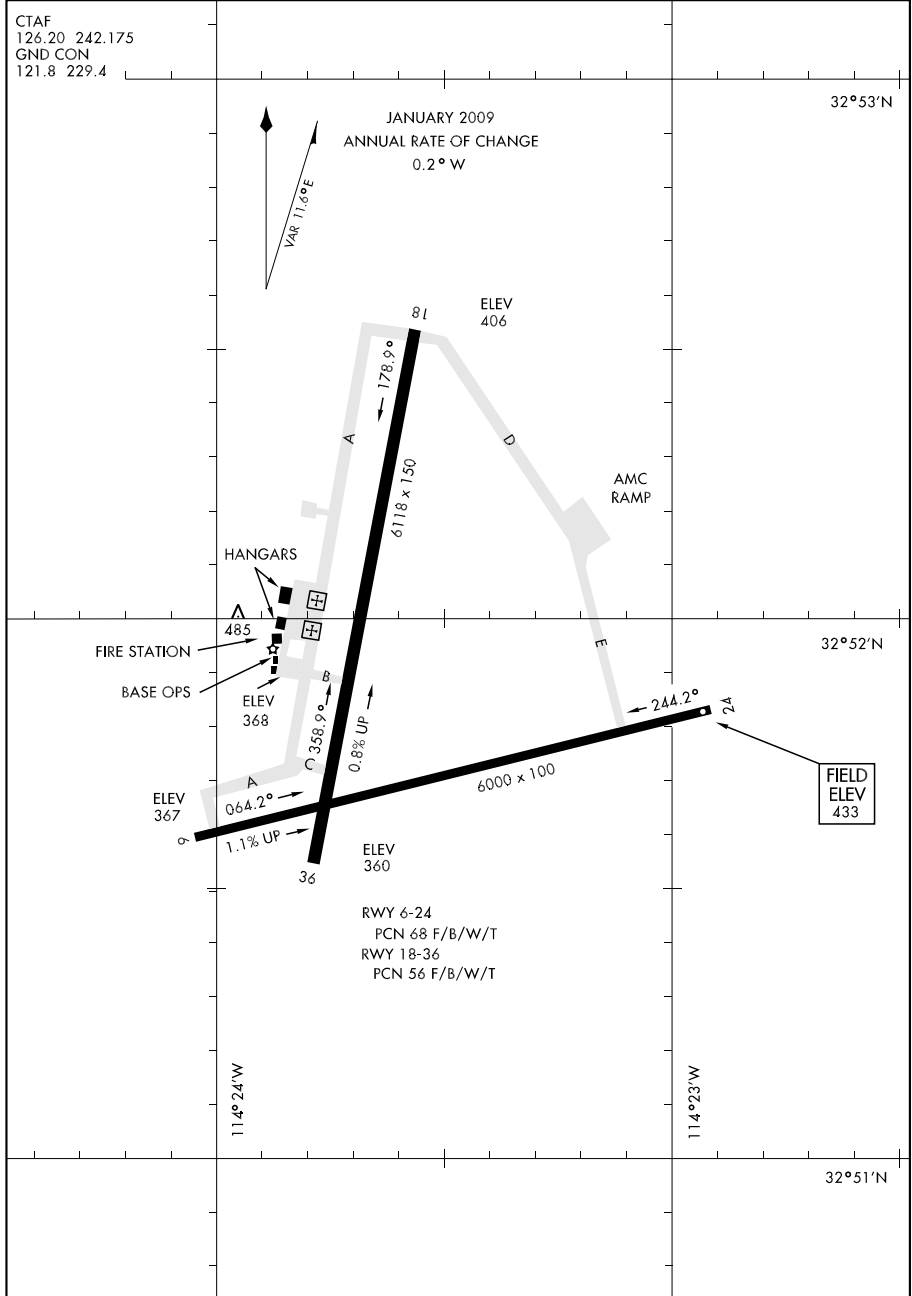 CTAF
126.20 242.175
GND CON
121.8 229.4
32°53'N
JANUARY 2009
ANNUAL RATE OF CHANGE
0.2° W
VAR 11.6° E
18
ELEV
406
178.9°
A
D
6118 x 150
AMC
RAMP
HANGARS
485
32°52'N
FIRE STATION
E
BASE OPS
B
ELEV
368
244.2°
24
358.9°
0.8% UP
C
A
6000 x 100
FIELD
ELEV
433
ELEV
367
064.2°
6
1.1% UP
ELEV
360
36
RWY 6-24
PCN 68 F/B/W/T
RWY 18-36
PCN 56 F/B/W/T
114°24'W
114°23'W
32°51'N